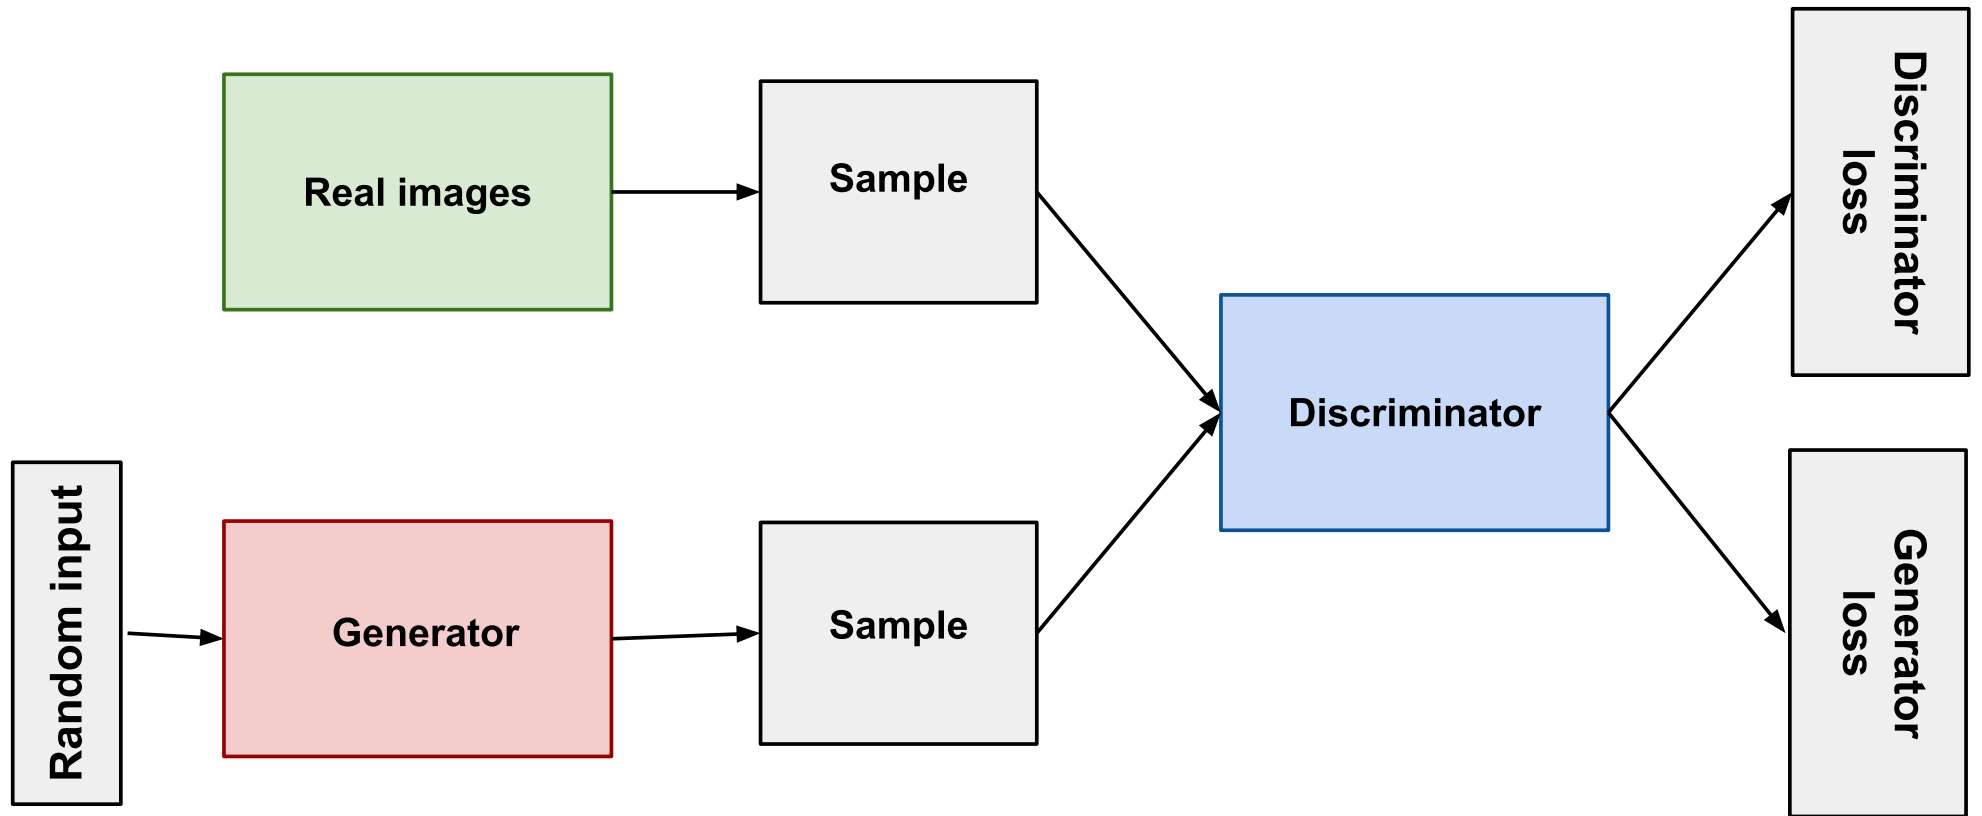 Real images
Sample
Discriminator
loss
Discriminator
Random input
Generator
Sample
Generator
loss